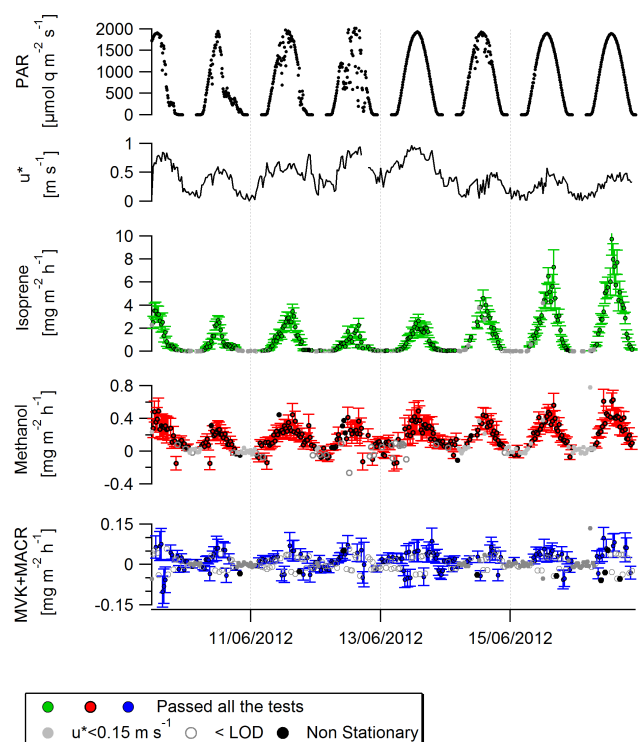 PAR
[µmol q m-2 s-1]
2000
1500
1000
500
0
u*
[m s-1]
1
0.5
0
Isoprene
[mg m-2 h-1]
10
8
6
4
2
0
Methanol
[mg m-2 h-1]
0.8
0.4
0
-0.4
MVK+MACR
[mg m-2 h-1]
0.15
0
-0.15
11/06/2012 13/06/2012 15/06/2012
Passed all the tests
u*<0.15 m s-1 < LOD Non Stationary